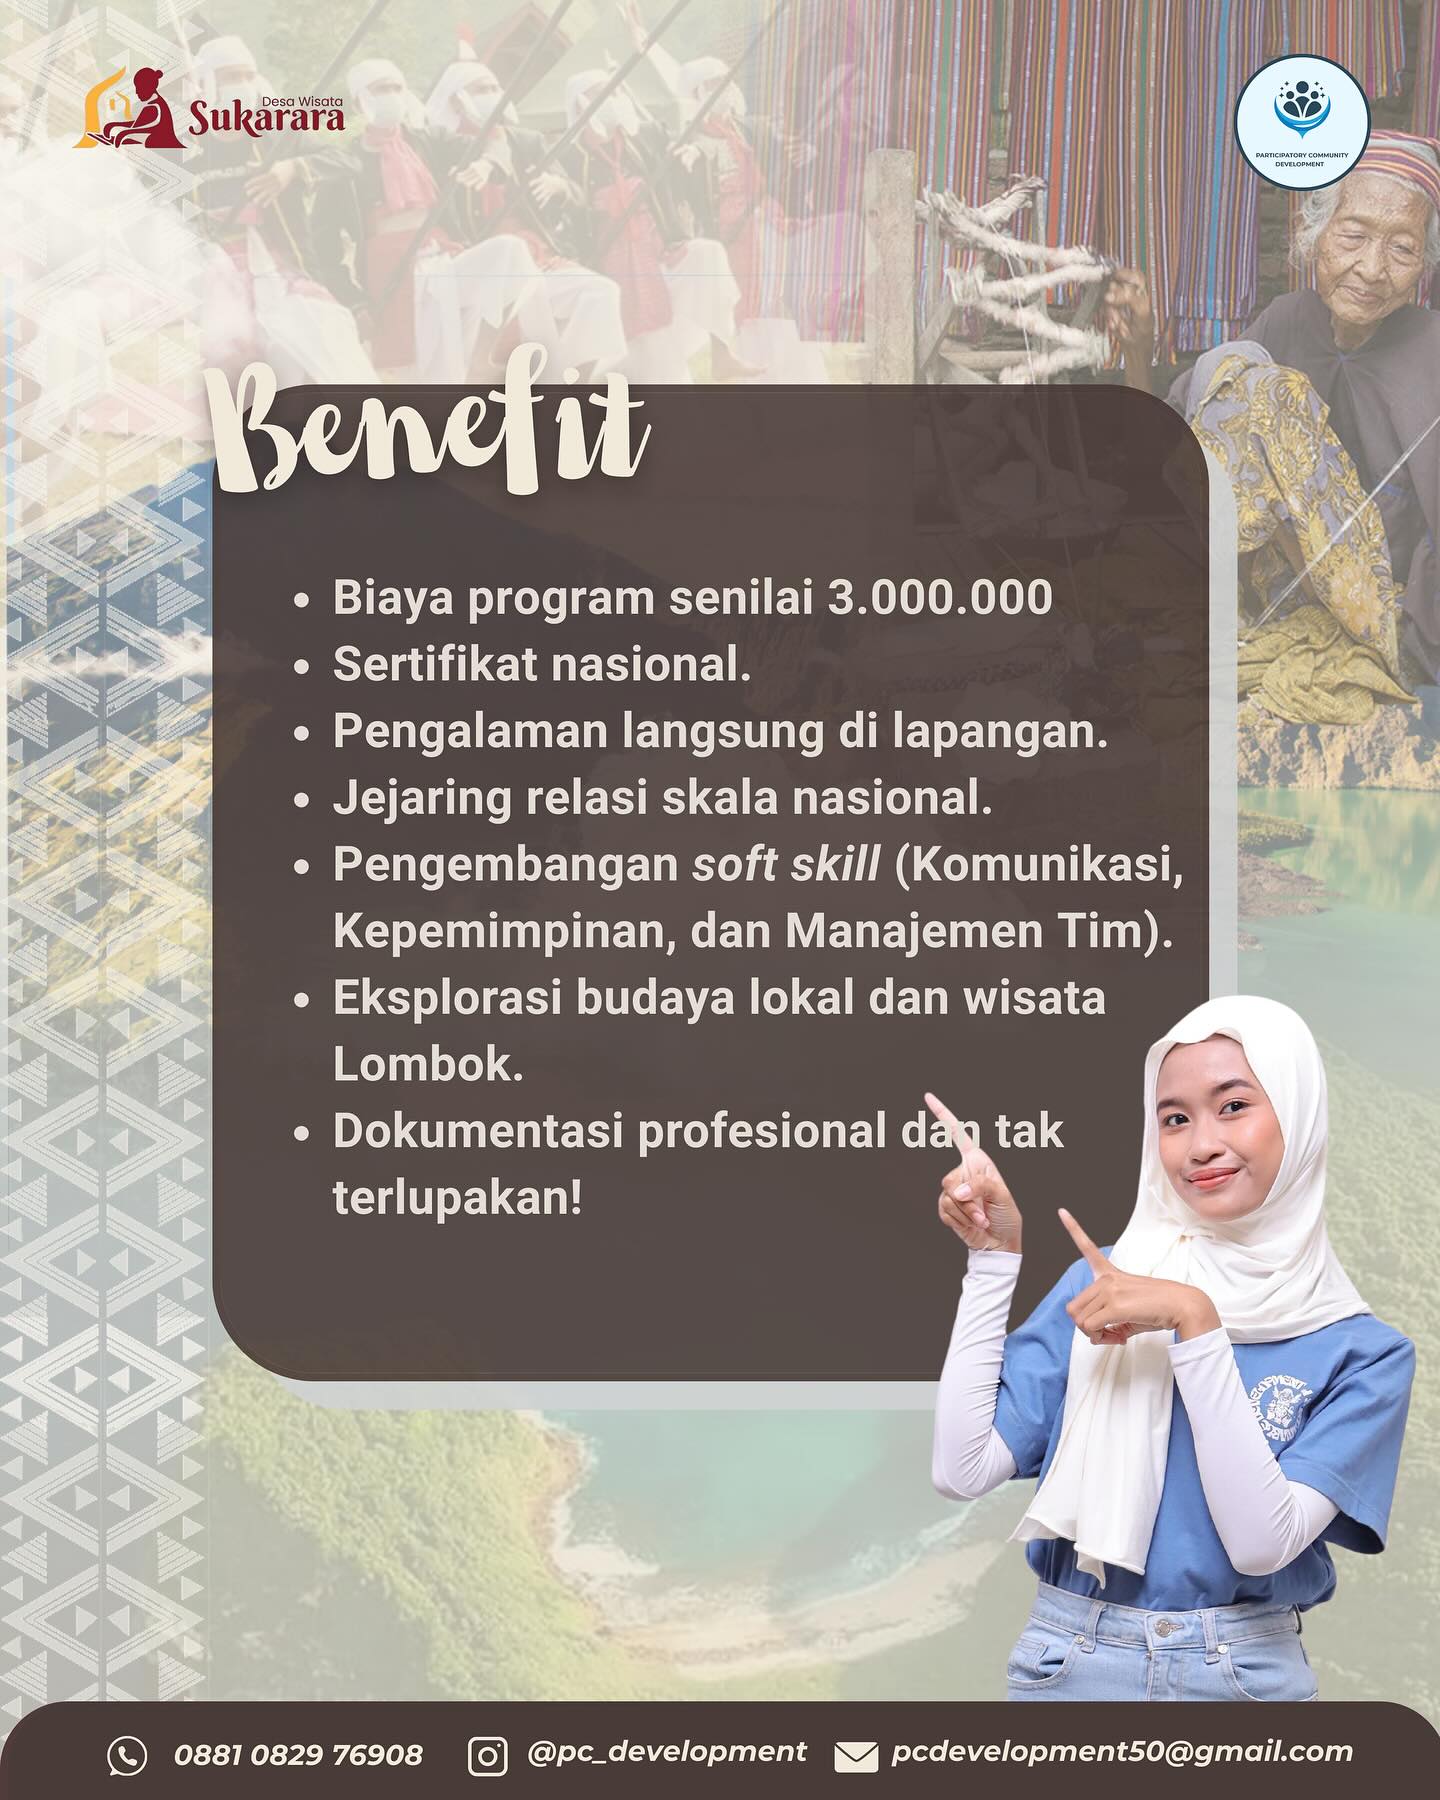 Desa Wisata
Sukarara
PARTICIPATORY COMMUNITY
DEVELOPMENT
Benefit
• Biaya program senilai 3.000.000
• Sertifikat nasional.
• Pengalaman langsung di lapangan.
• Jejaring relasi skala nasional.
• Pengembangan soft skill (Komunikasi,
Kepemimpinan, dan Manajemen Tim).
• Eksplorasi budaya lokal dan wisata
Lombok.
• Dokumentasi profesional dan tak
terlupakan!
0881 0829 76908
@pc_development
pcdevelopment50@gmail.com